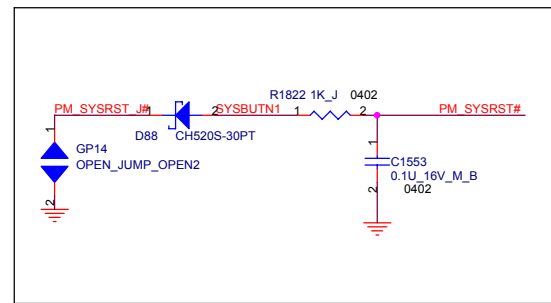 R1822 1K_J 0402
PM_SYSRST_J# 1 2 SYSBUTN1 1 2 PM_SYSRST#
D88 CH520S-30PT
1
GP14
OPEN_JUMP_OPEN2
2
1
C1553
0.1U_16V_M_B
2
0402